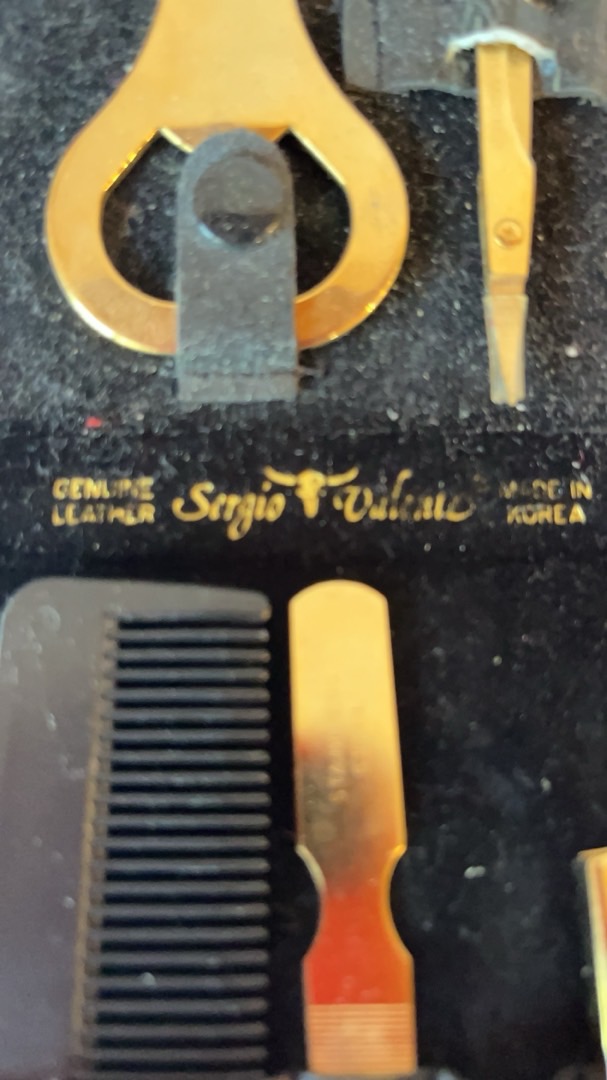 GENUINE
LEATHER
Sergio Valente
MADE IN
KOREA